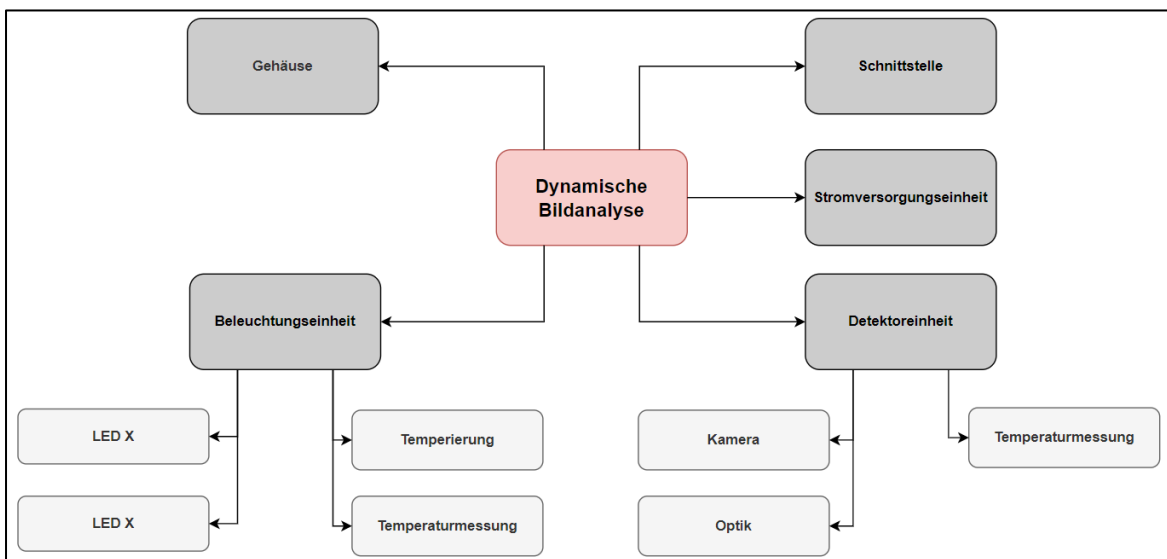 Gehäuse
Schnittstelle
Dynamische
Bildanalyse
Stromversorgungseinheit
Beleuchtungseinheit
Detektoreinheit
LED X
Temperierung
Kamera
Temperaturmessung
LED X
Temperaturmessung
Optik